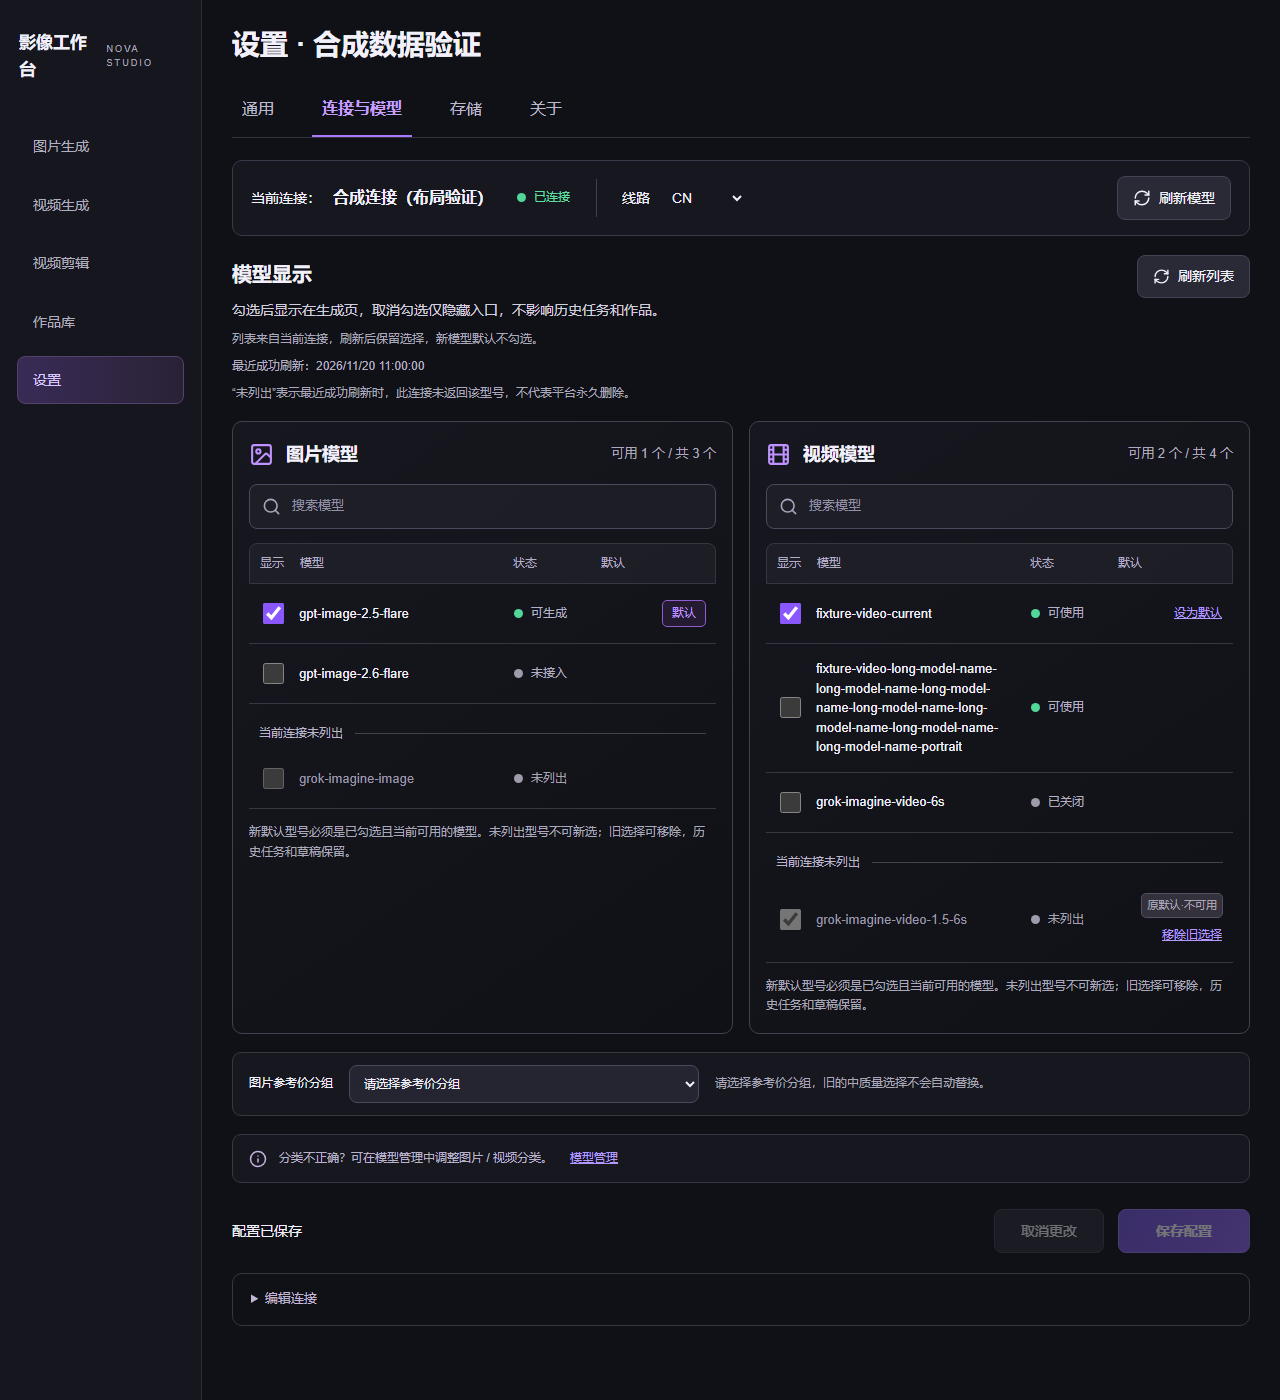 影像工作台
NOVA STUDIO
图片生成
视频生成
视频剪辑
作品库
设置
设置 · 合成数据验证
通用
连接与模型
存储
关于
当前连接：
合成连接（布局验证）
已连接
线路
CN
刷新模型
模型显示
刷新列表
勾选后显示在生成页，取消勾选仅隐藏入口，不影响历史任务和作品。
列表来自当前连接，刷新后保留选择，新模型默认不勾选。
最近成功刷新：2026/11/20 11:00:00
“未列出”表示最近成功刷新时，此连接未返回该型号，不代表平台永久删除。
图片模型
可用 1 个 / 共 3 个
搜索模型
显示 模型 状态 默认
gpt-image-2.5-flare 可生成 默认
gpt-image-2.6-flare 未接入
当前连接未列出
grok-imagine-image 未列出
新默认型号必须是已勾选且当前可用的模型。未列出型号不可新选；旧选择可移除，历
史任务和草稿保留。
视频模型
可用 2 个 / 共 4 个
搜索模型
显示 模型 状态 默认
fixture-video-current 可使用 设为默认
fixture-video-long-model-name-
long-model-name-long-model-
name-long-model-name-long-
model-name-long-model-name-
long-model-name-portrait
可使用
grok-imagine-video-6s 已关闭
当前连接未列出
grok-imagine-video-1.5-6s 未列出 原默认·不可用
移除旧选择
新默认型号必须是已勾选且当前可用的模型。未列出型号不可新选；旧选择可移除，历
史任务和草稿保留。
图片参考价分组
请选择参考价分组
请选择参考价分组，旧的中质量选择不会自动替换。
分类不正确？可在模型管理中调整图片 / 视频分类。 模型管理
配置已保存
取消更改
保存配置
编辑连接